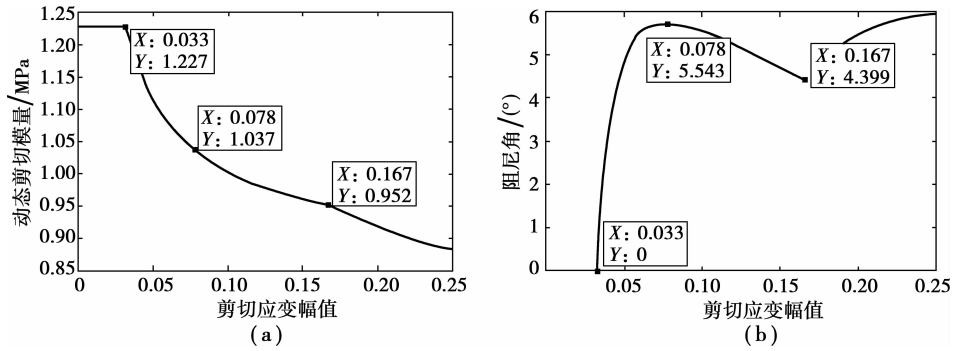 1.25
1.20
1.15
1.10
1.05
1.00
0.95
0.90
0.85
动态剪切模量/MPa
X: 0.033
Y: 1.227
X: 0.078
Y: 1.037
X: 0.167
Y: 0.952
0
0.05
0.10
0.15
0.20
0.25
剪切应变幅值
(a)
6
5
4
3
2
1
0
阻尼角/(°)
X: 0.078
Y: 5.543
X: 0.167
Y: 4.399
X: 0.033
Y: 0
0.05
0.10
0.15
0.20
0.25
剪切应变幅值
(b)